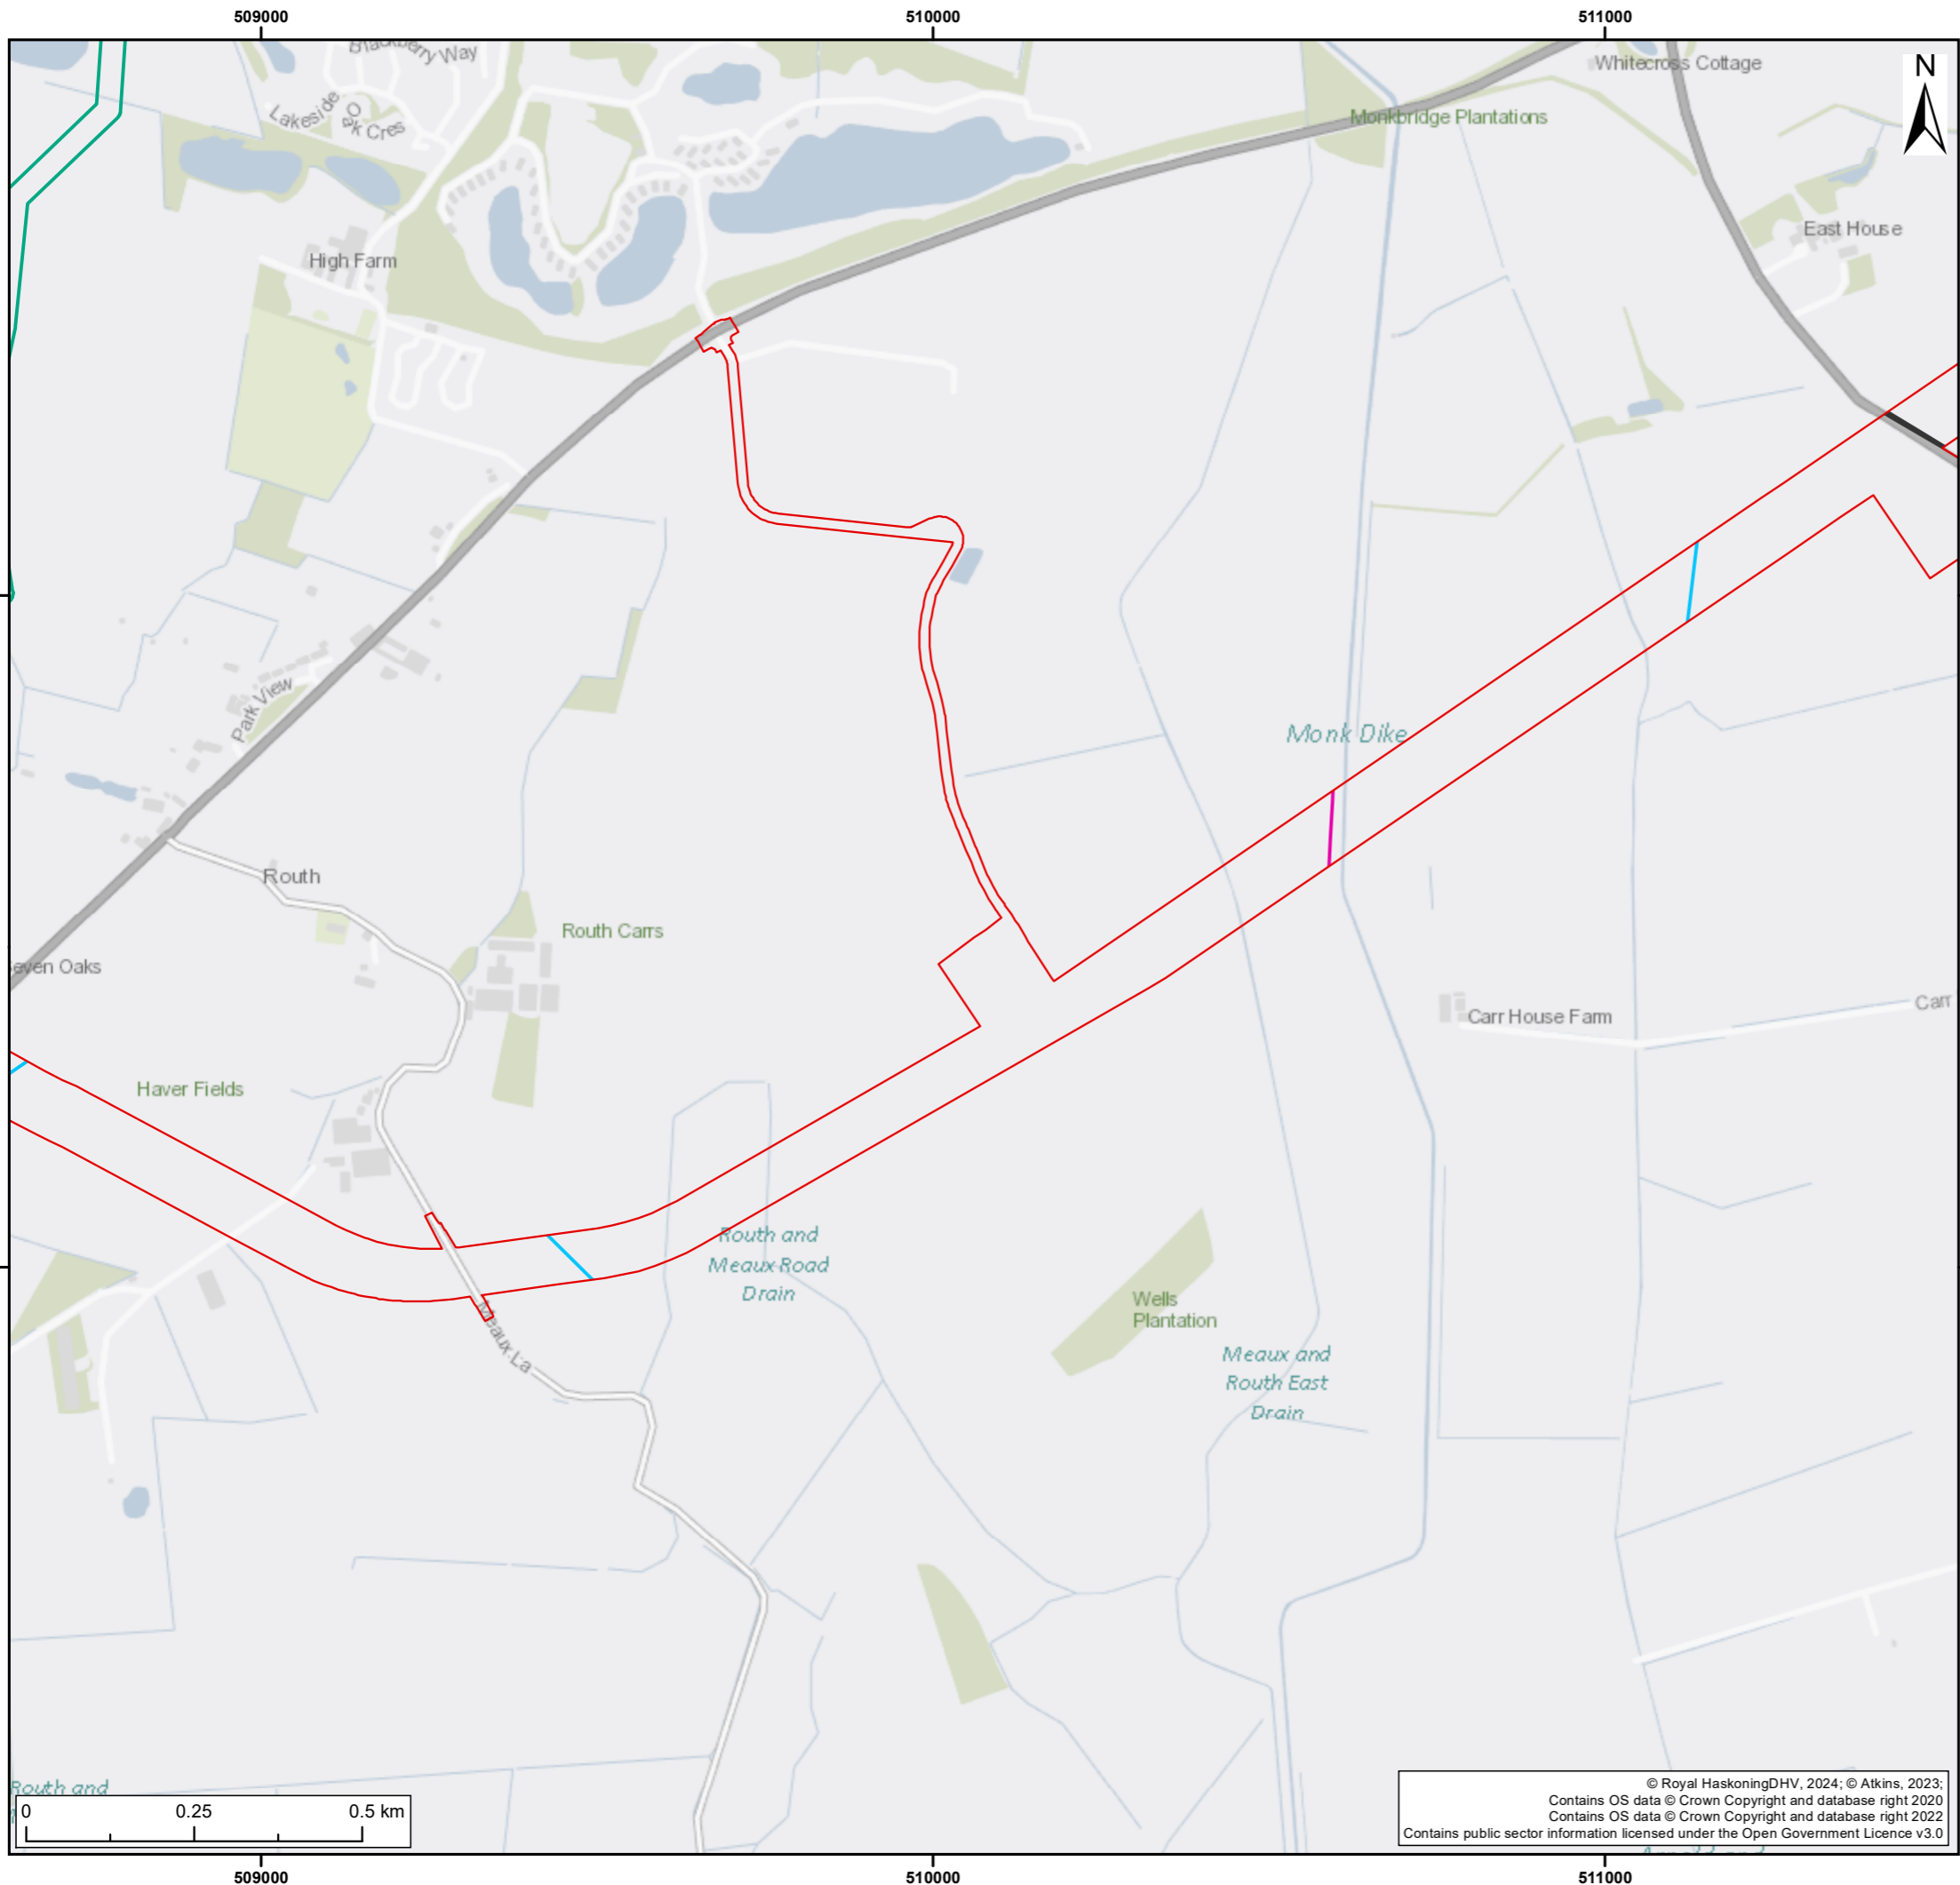 509000
510000
511000
Blackberry Way
Whitecross Cottage
N
Lakeside
Oak Cres
Monkbridge Plantations
East House
High Farm
Park View
Monk Dike
Routh
Routh Carrs
Seven Oaks
Carr
Carr House Farm
Haver Fields
Routh and
Meaux Road
Drain
Wells
Plantation
Meaux La
Meaux and
Routh East
Drain
Routh and
0 0.25 0.5 km
© Royal HaskoningDHV, 2024; © Atkins, 2023;
Contains OS data © Crown Copyright and database right 2020
Contains OS data © Crown Copyright and database right 2022
Contains public sector information licensed under the Open Government Licence v3.0
509000
510000
511000